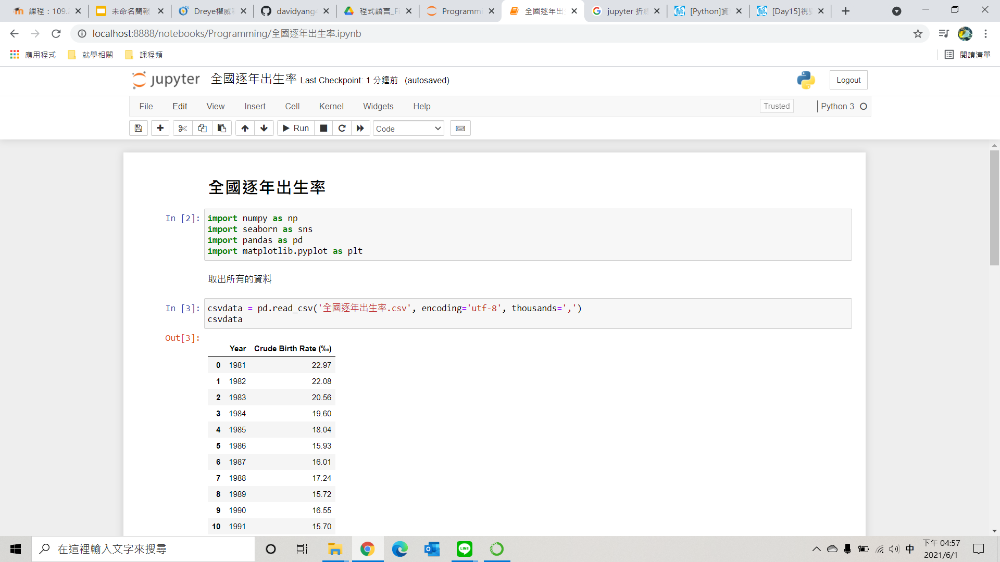 課程：109.
未命名簡報
Dreye權威
davidyang
程式語言_Fi
Programmi
全國逐年出
jupyter 折
[Python]資
[Day15]視
localhost:8888/notebooks/Programming/全國逐年出生率.ipynb
應用程式 就學相關 課程類 閱讀清單
jupyter 全國逐年出生率 Last Checkpoint: 1 分鐘前 (autosaved) Logout
File Edit View Insert Cell Kernel Widgets Help Trusted Python 3
Run Code
全國逐年出生率
In [2]: import numpy as np
import seaborn as sns
import pandas as pd
import matplotlib.pyplot as plt
取出所有的資料
In [3]: csvdata = pd.read_csv('全國逐年出生率.csv', encoding='utf-8', thousands=',')
csvdata
Out[3]:
Year Crude Birth Rate (‰)
0 1981 22.97
1 1982 22.08
2 1983 20.56
3 1984 19.60
4 1985 18.04
5 1986 15.93
6 1987 16.01
7 1988 17.24
8 1989 15.72
9 1990 16.55
10 1991 15.70
在這裡輸入文字來搜尋
LINE
中
下午 04:57
2021/6/1